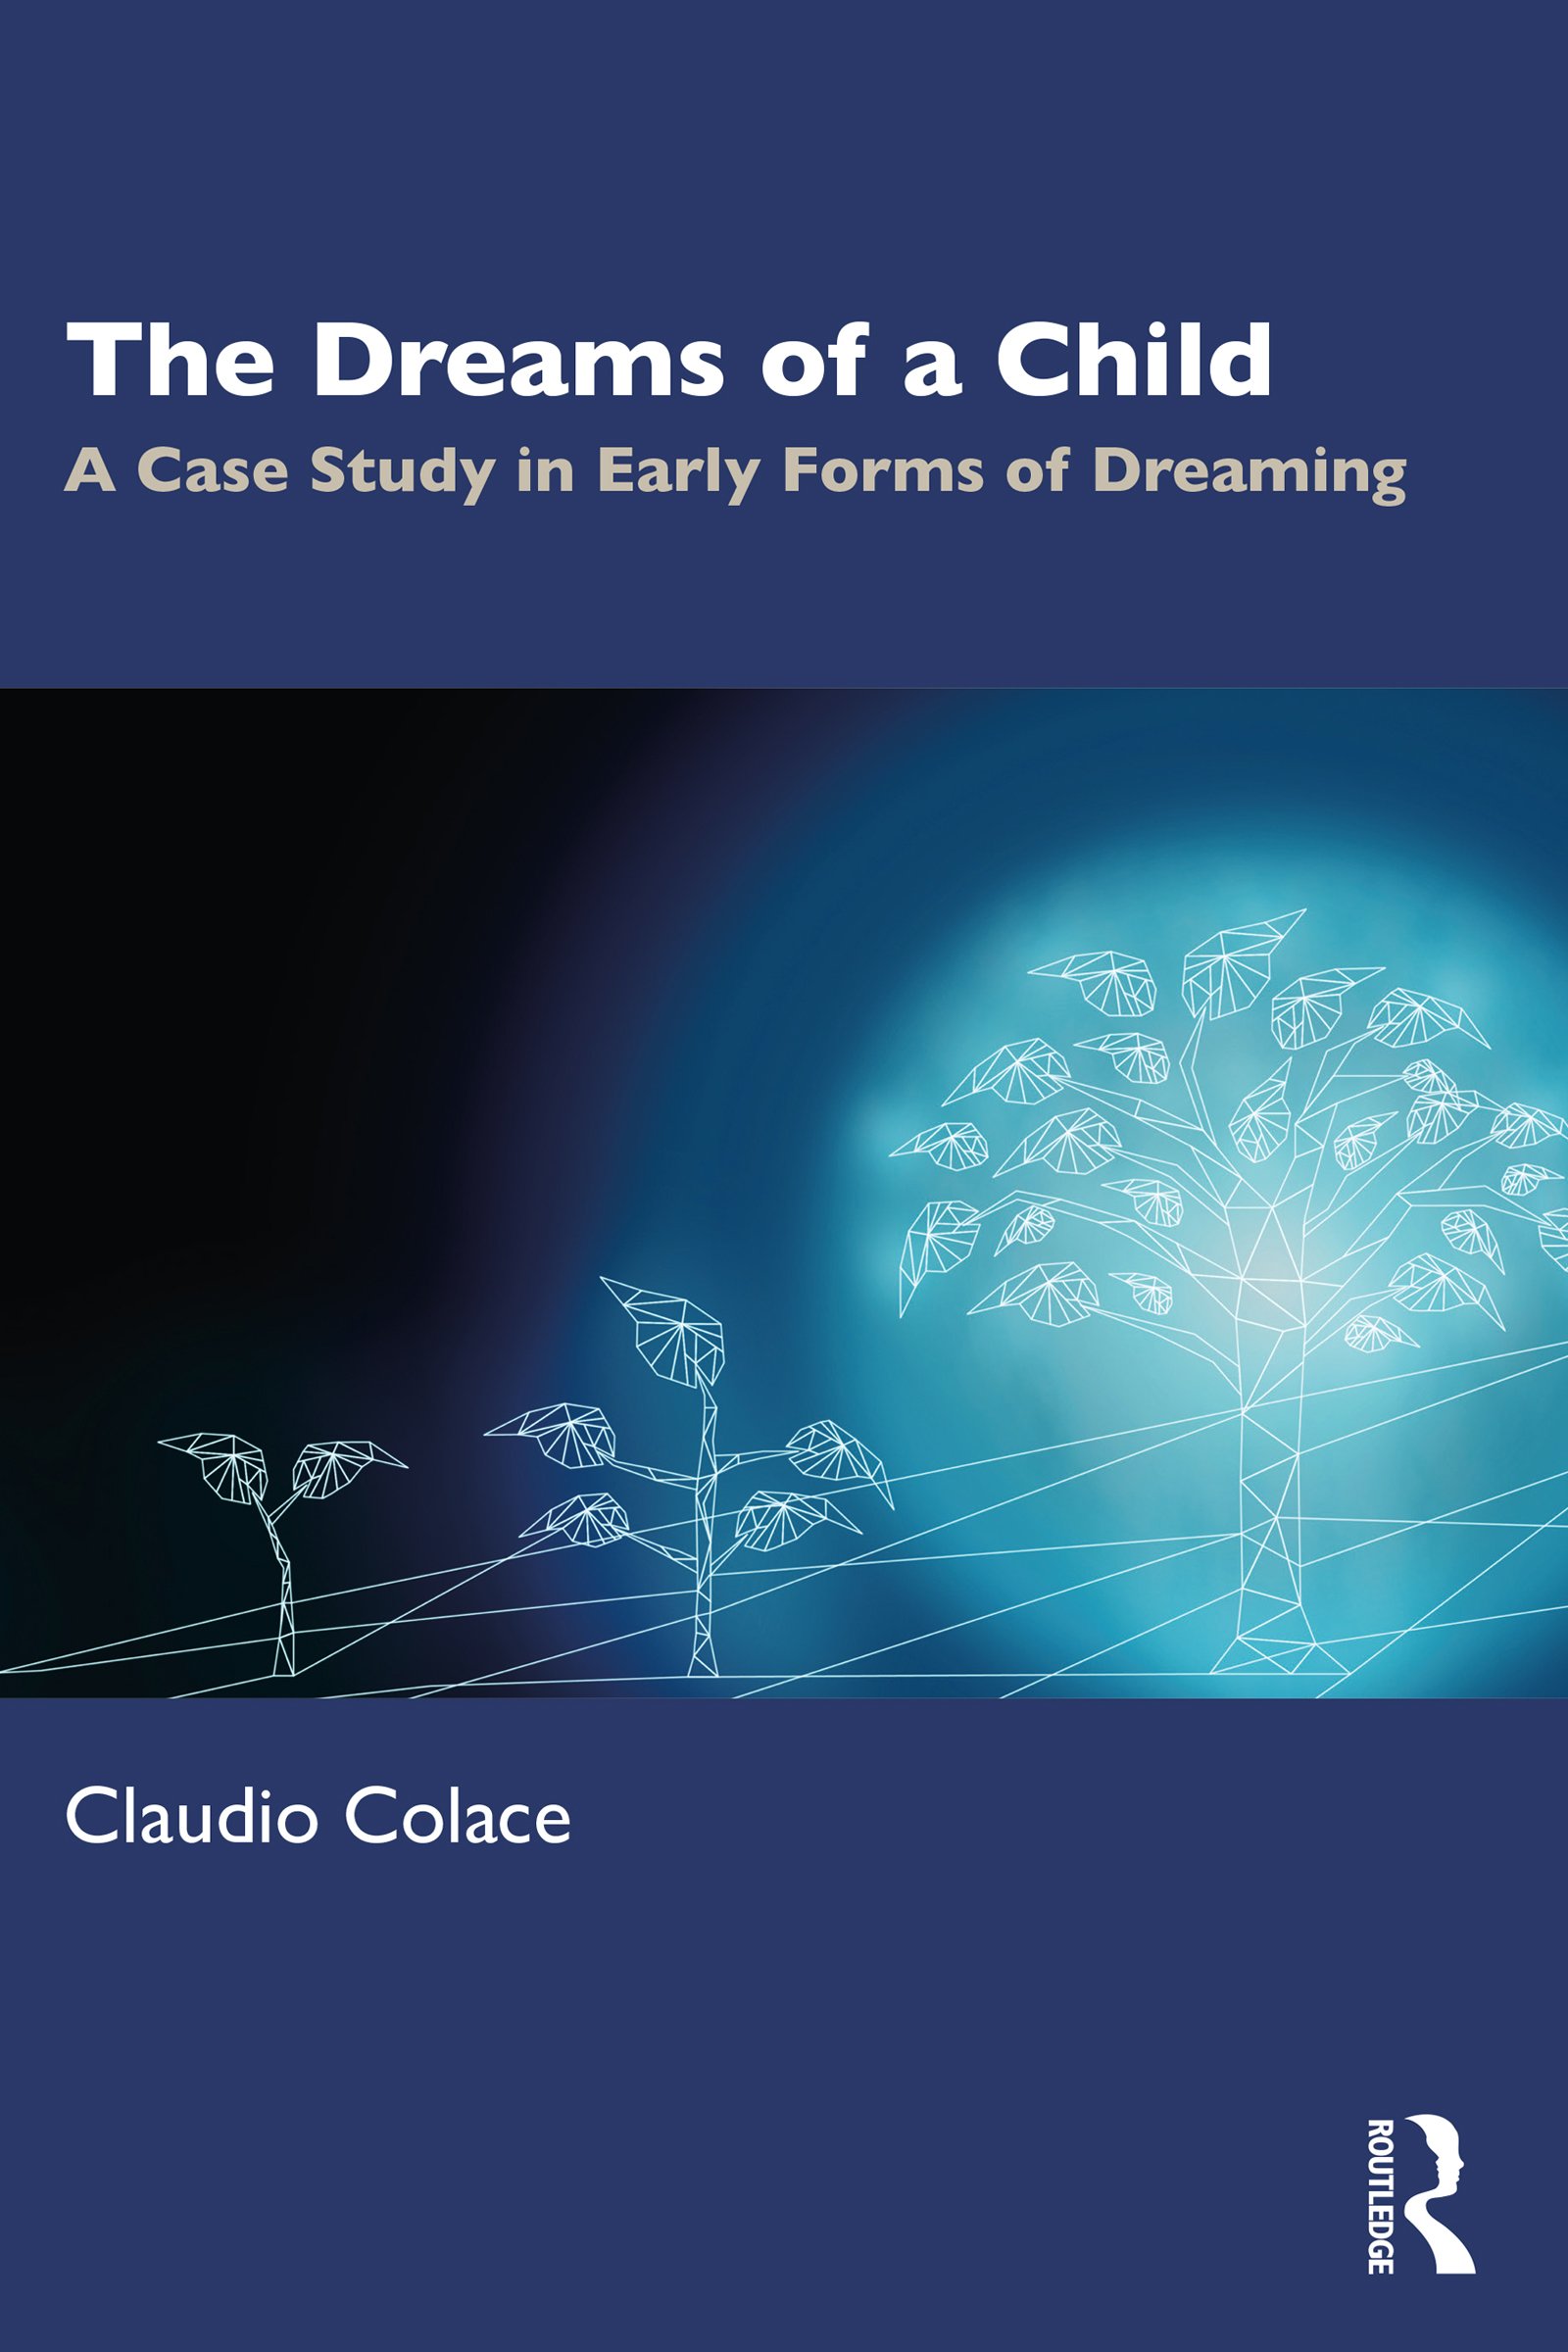 The Dreams of a Child
A Case Study in Early Forms of Dreaming
Claudio Colace
ROUTLEDGE